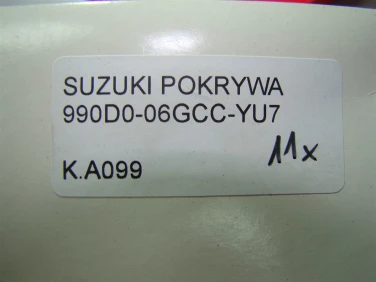 SUZUKI POKRYWA
990D0-06GCC-YU7
11x
K.A099